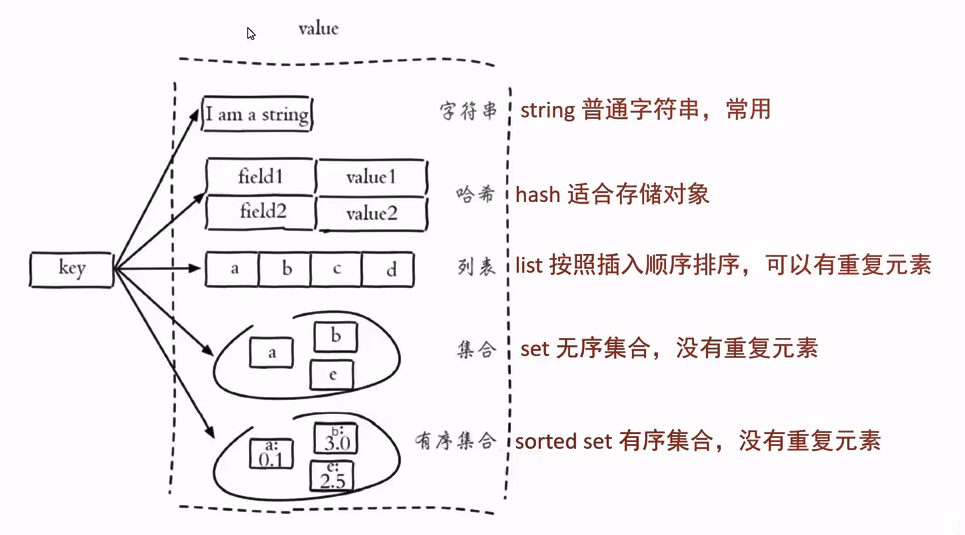 value
I am a string 字符串 string 普通字符串，常用
field1 value1
哈希 hash 适合存储对象
field2 value2
key
a b c d 列表 list 按照插入顺序排序，可以有重复元素
a b e 集合 set 无序集合，没有重复元素
a: 0.1 b: 3.0 e: 2.5 有序集合 sorted set 有序集合，没有重复元素